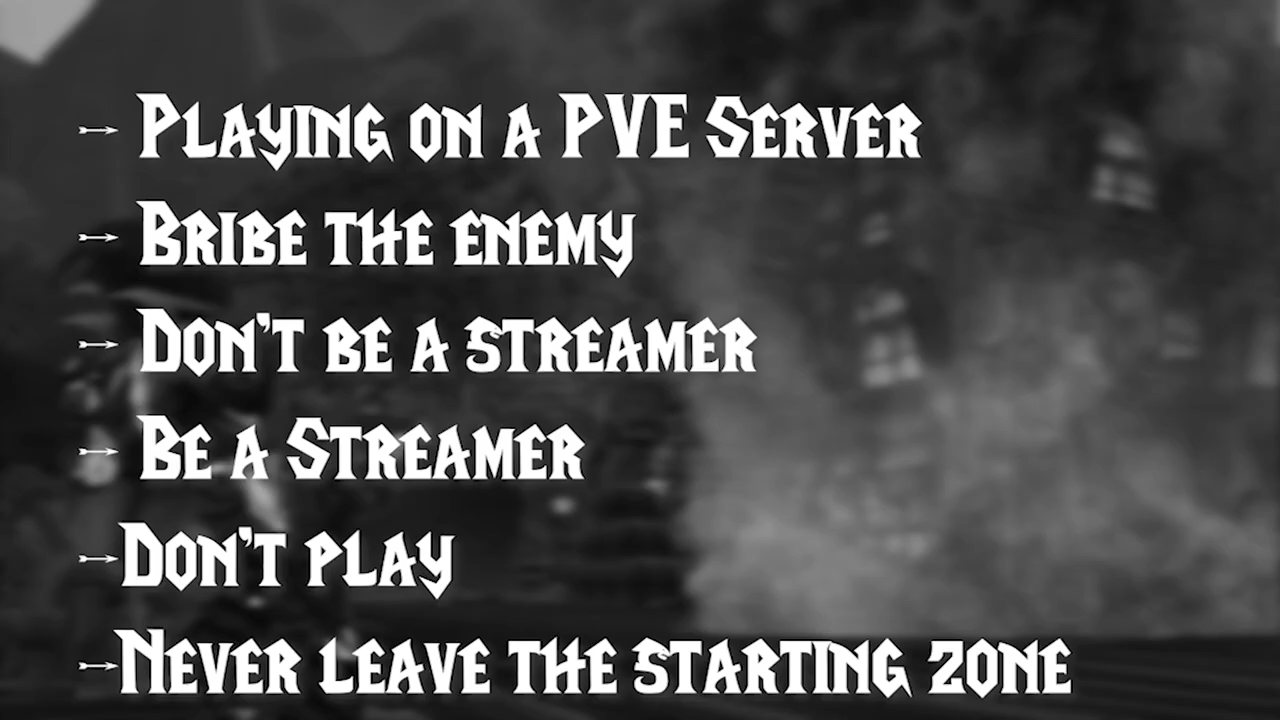 Playing on a PVE Server
Bribe the enemy
Don't be a streamer
Be a Streamer
Don't play
Never leave the starting zone